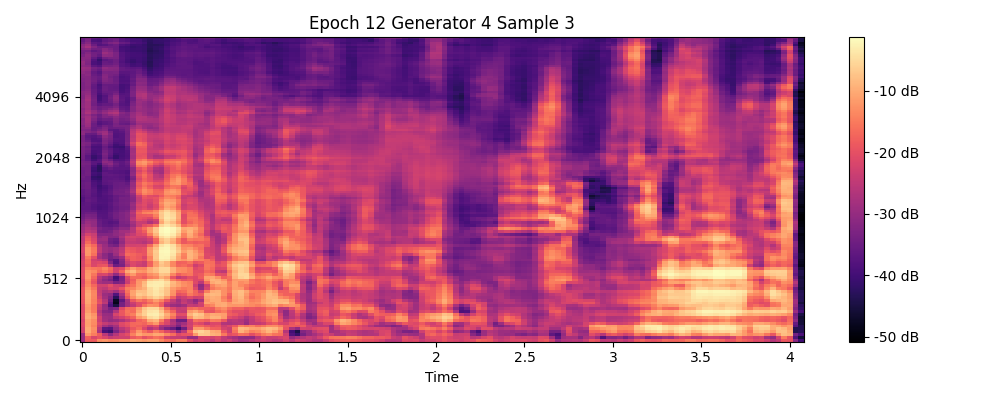 Epoch 12 Generator 4 Sample 3
Hz
4096
2048
1024
512
0
0 0.5 1 1.5 2 2.5 3 3.5 4
Time
-10 dB
-20 dB
-30 dB
-40 dB
-50 dB